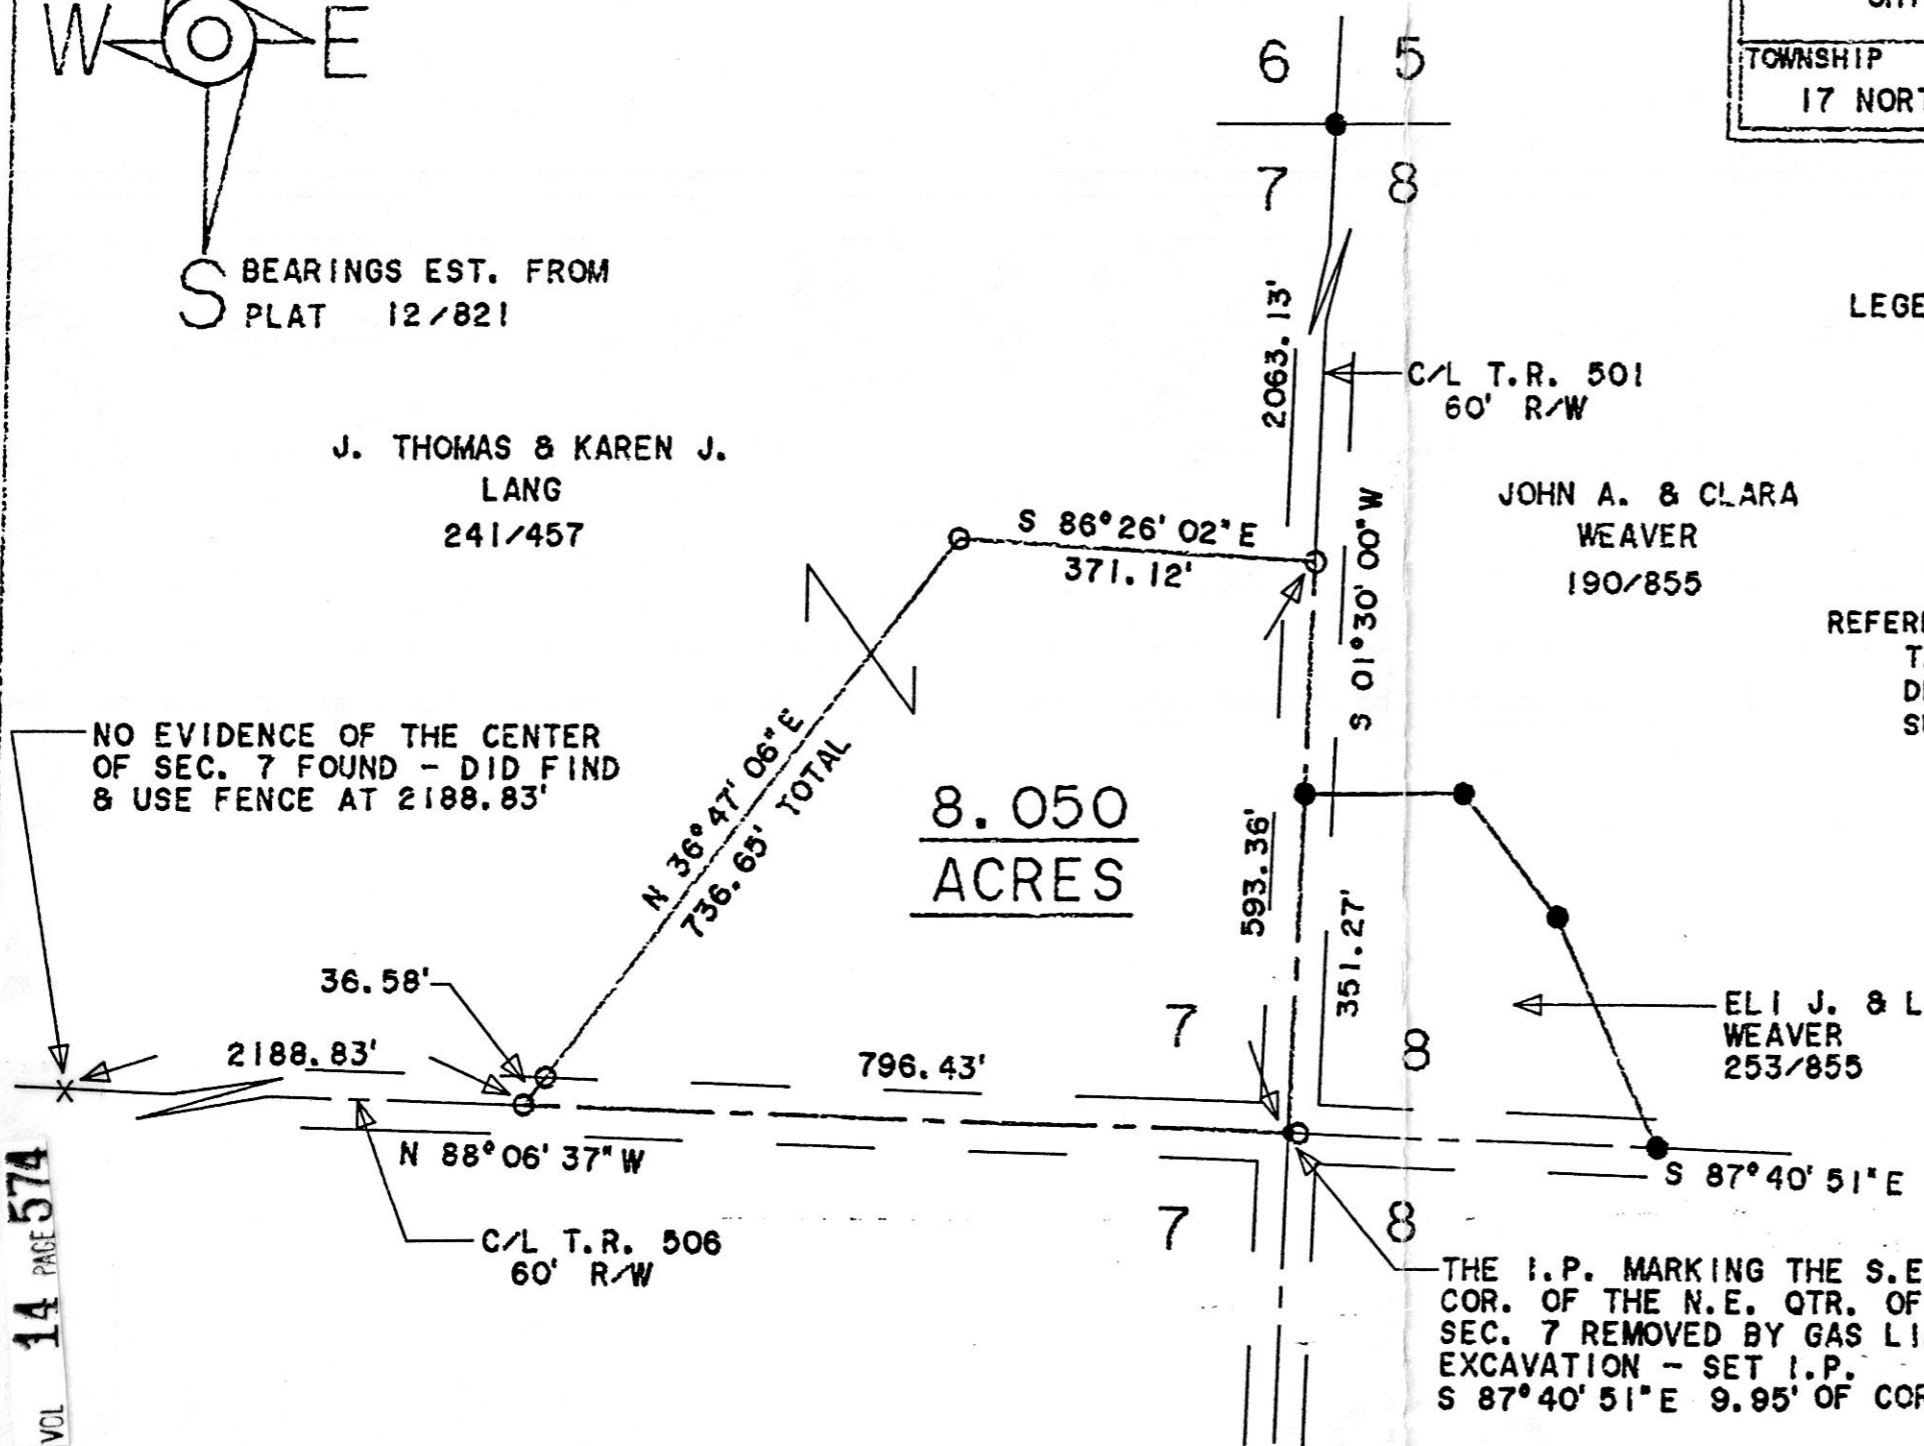 W E
S
BEARINGS EST. FROM
PLAT 12/821
6 5
7 8
TOWNSHIP
17 NORT
2063.13'
C/L T.R. 501
60' R/W
J. THOMAS & KAREN J.
LANG
241/457
S 86°26'02"E
371.12'
S 01°30'00"W
JOHN A. & CLARA
WEAVER
190/855
NO EVIDENCE OF THE CENTER
OF SEC. 7 FOUND - DID FIND
& USE FENCE AT 2188.83'
N 36°47'06"E
736.65' TOTAL
8.050
ACRES
593.36'
351.27'
36.58'
2188.83'
796.43'
7 8
ELI J. & L
WEAVER
253/855
N 88°06'37"W
S 87°40'51"E
C/L T.R. 506
60' R/W
7 8
THE I.P. MARKING THE S.E
COR. OF THE N.E. QTR. OF
SEC. 7 REMOVED BY GAS LI
EXCAVATION - SET I.P.
S 87°40'51"E 9.95' OF COR
VOL 14 PAGE 574
LEGE
REFER
T
D
S